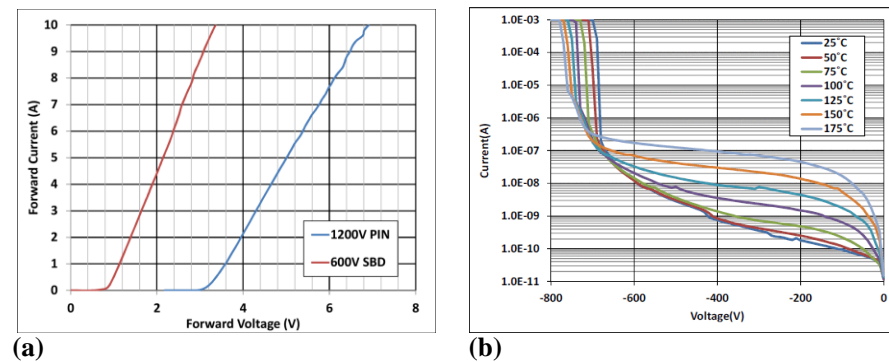 10
9
8
7
6
5
4
3
2
1
0
Forward Current (A)
1200V PIN
600V SBD
0 2 4 6 8
Forward Voltage (V)
(a)
1.0E-03
1.0E-04
1.0E-05
1.0E-06
1.0E-07
1.0E-08
1.0E-09
1.0E-10
1.0E-11
Current(A)
25°C
50°C
75°C
100°C
125°C
150°C
175°C
-800 -600 -400 -200 0
Voltage(V)
(b)